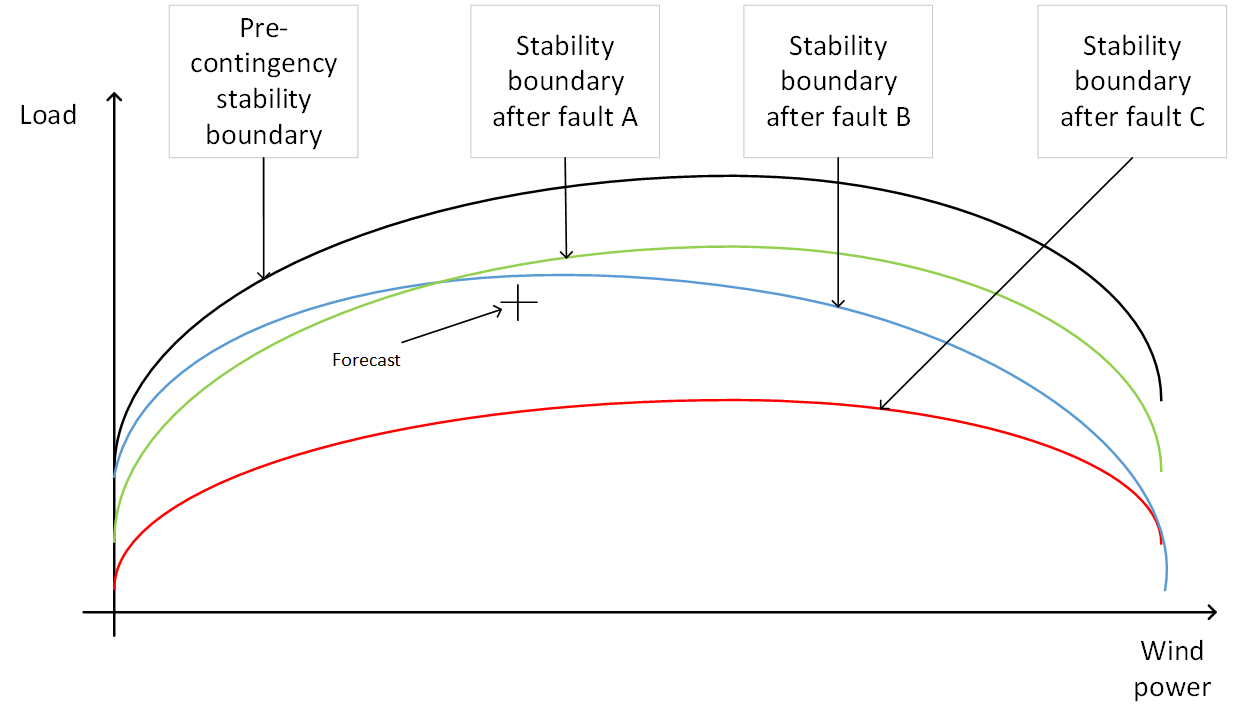 Pre-
contingency
stability
boundary
Stability
boundary
after fault A
Stability
boundary
after fault B
Stability
boundary
after fault C
Load
Forecast
Wind
power